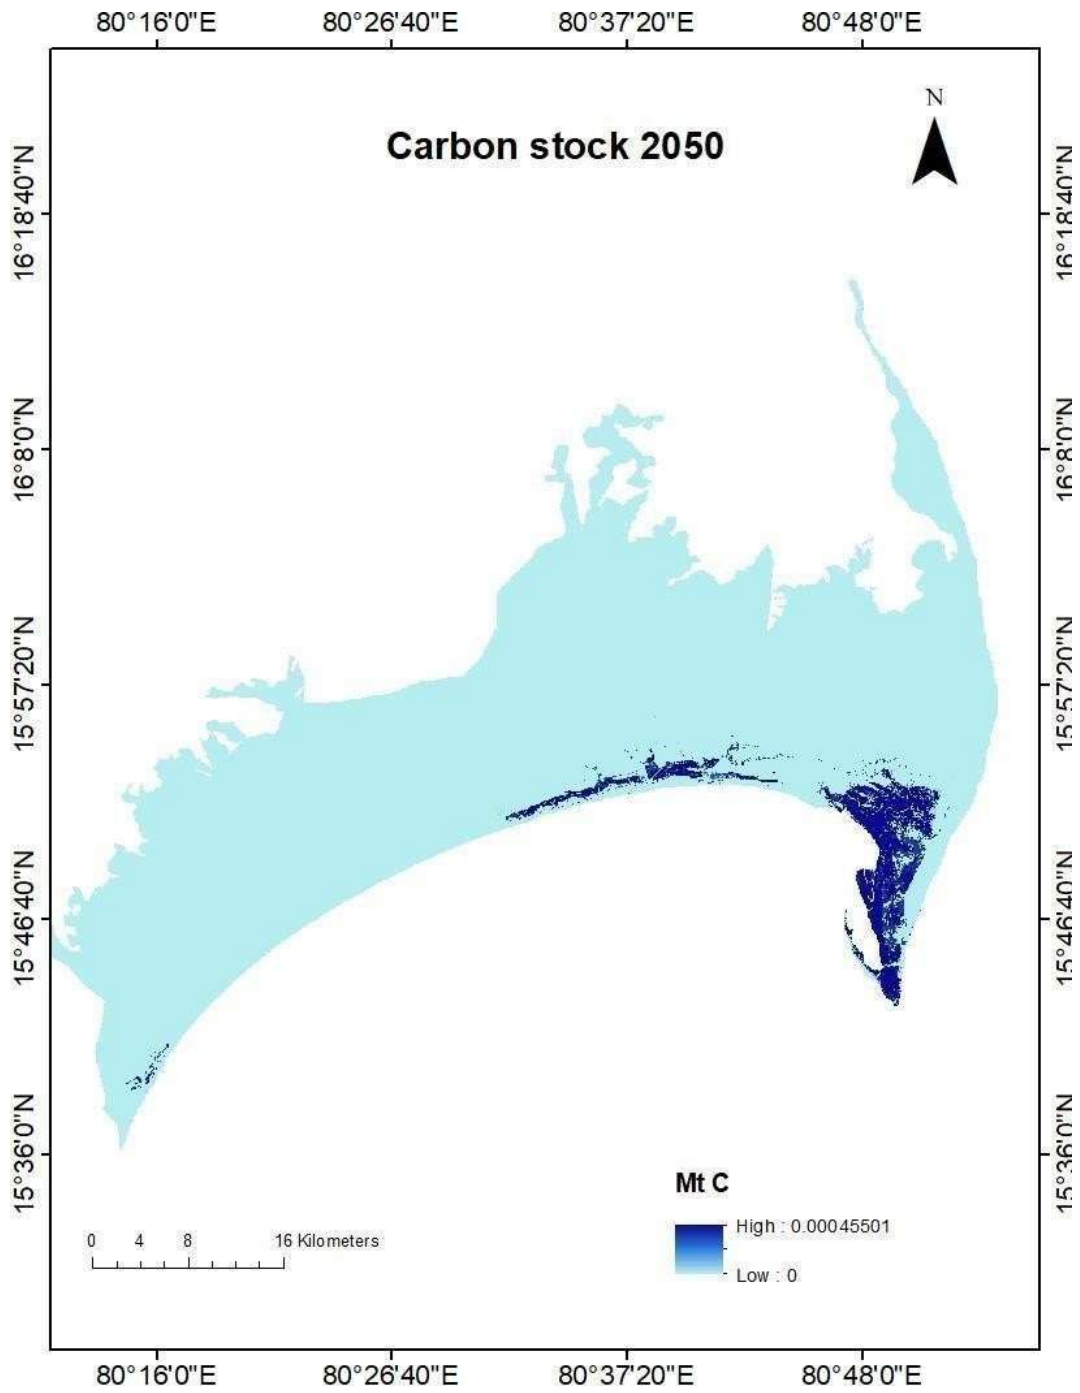 80°16'0"E 80°26'40"E 80°37'20"E 80°48'0"E
N
Carbon stock 2050
16°18'40"N 16°18'40"N
16°8'0"N 16°8'0"N
15°57'20"N 15°57'20"N
15°46'40"N 15°46'40"N
15°36'0"N 15°36'0"N
Mt C
High : 0.00045501
Low : 0
0 4 8 16 Kilometers
80°16'0"E 80°26'40"E 80°37'20"E 80°48'0"E